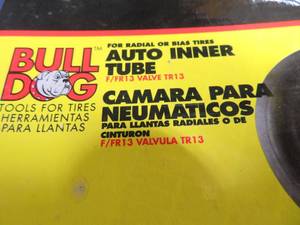 BULL
DOG
™
TOOLS FOR TIRES
HERRAMIENTAS
PARA LLANTAS
FOR RADIAL OR BIAS TIRES
AUTO INNER
TUBE
F/FR13 VALVE TR13
CAMARA PARA
NEUMATICOS
PARA LLANTAS RADIALES O DE
CINTURON
F/FR13 VALVULA TR13